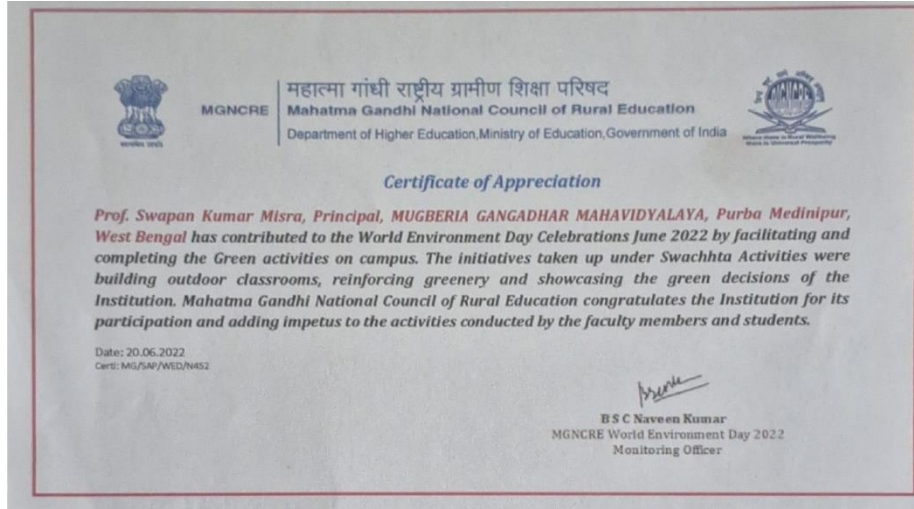 महात्मा गांधी राष्ट्रीय ग्रामीण शिक्षा परिषद
MGNCRE
Mahatma Gandhi National Council of Rural Education
Department of Higher Education,Ministry of Education,Government of India
Certificate of Appreciation
Prof. Swapan Kumar Misra, Principal, MUGBERIA GANGADHAR MAHAVIDYALAYA, Purba Medinipur,
West Bengal has contributed to the World Environment Day Celebrations June 2022 by facilitating and
completing the Green activities on campus. The initiatives taken up under Swachhta Activities were
building outdoor classrooms, reinforcing greenery and showcasing the green decisions of the
Institution. Mahatma Gandhi National Council of Rural Education congratulates the Institution for its
participation and adding impetus to the activities conducted by the faculty members and students.
Date: 20.06.2022
Certi: MG/SAP/WED/N452
B S C Naveen Kumar
MGNCRE World Environment Day 2022
Monitoring Officer